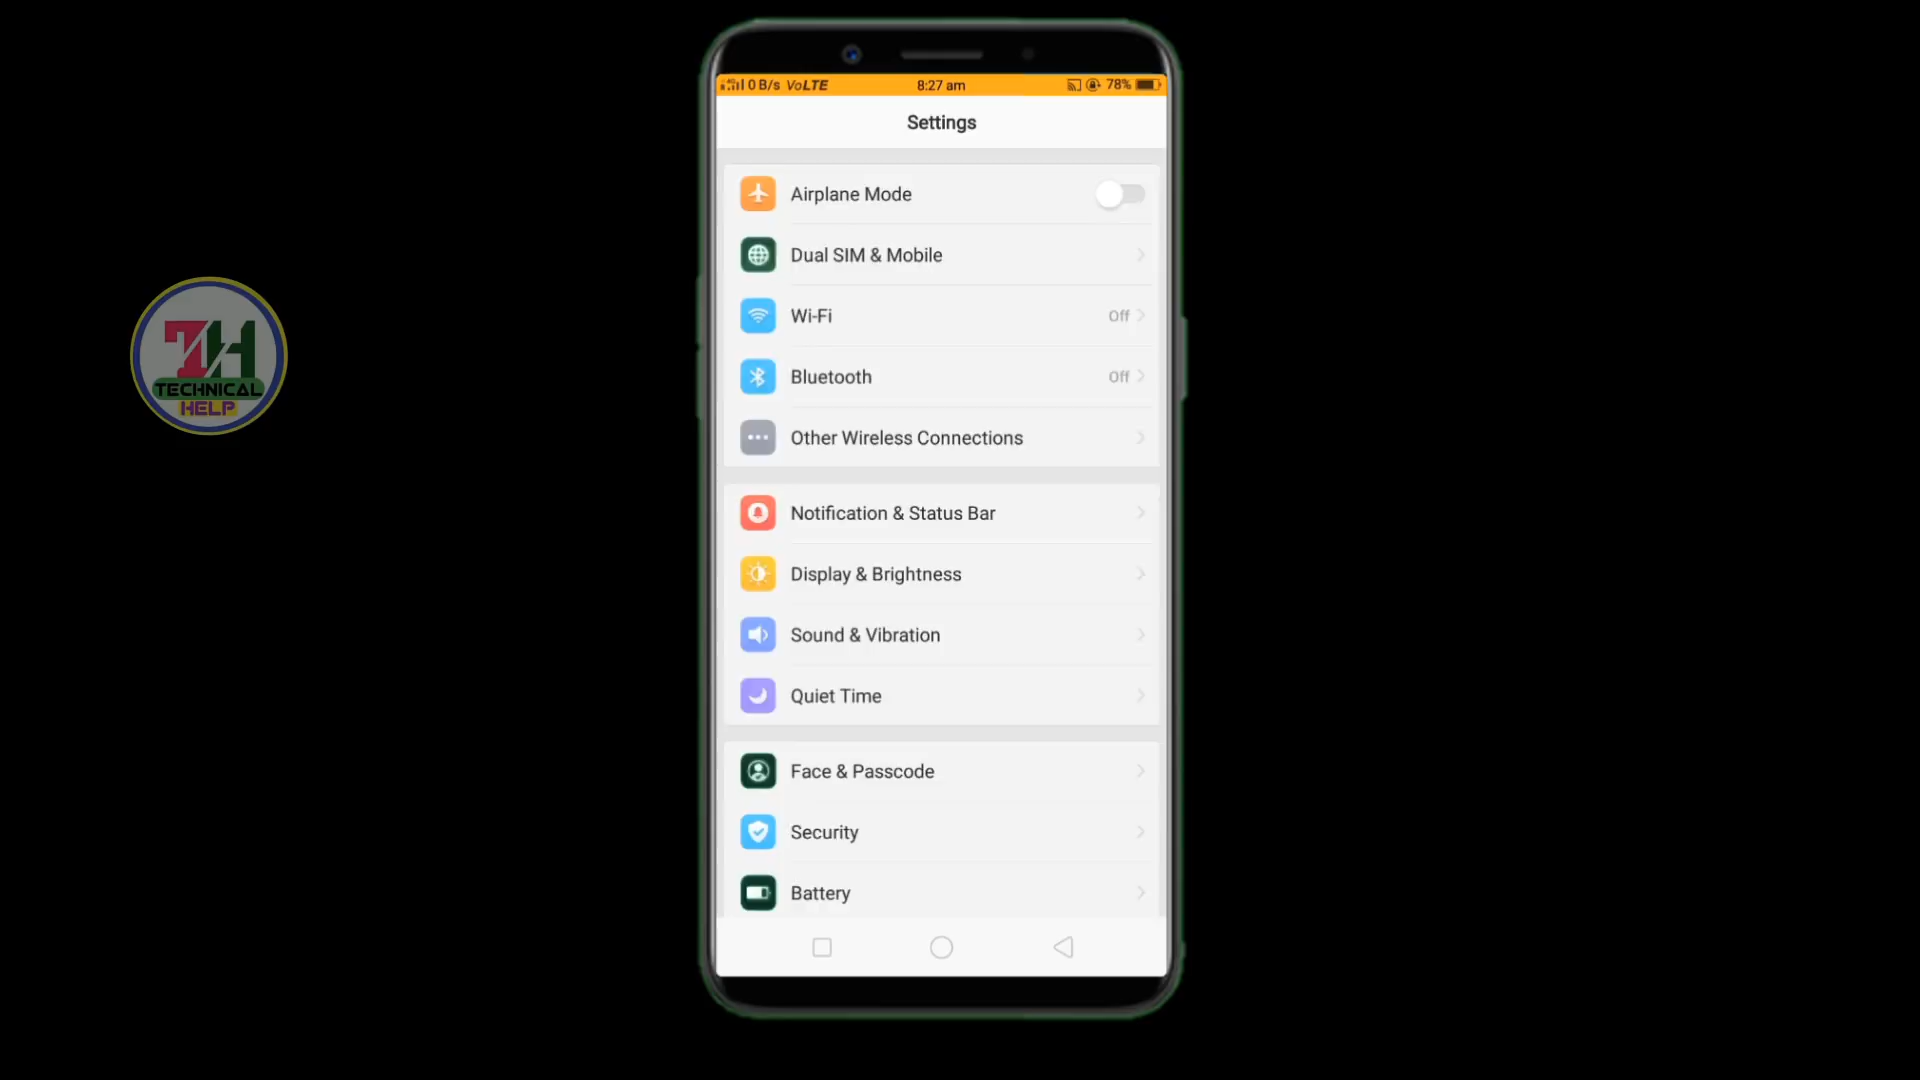 0 B/s VoLTE 8:27 am 78%
Settings
Airplane Mode
Dual SIM & Mobile
Wi-Fi Off
Bluetooth Off
Other Wireless Connections
Notification & Status Bar
Display & Brightness
Sound & Vibration
Quiet Time
Face & Passcode
Security
Battery
TH
TECHNICAL
HELP